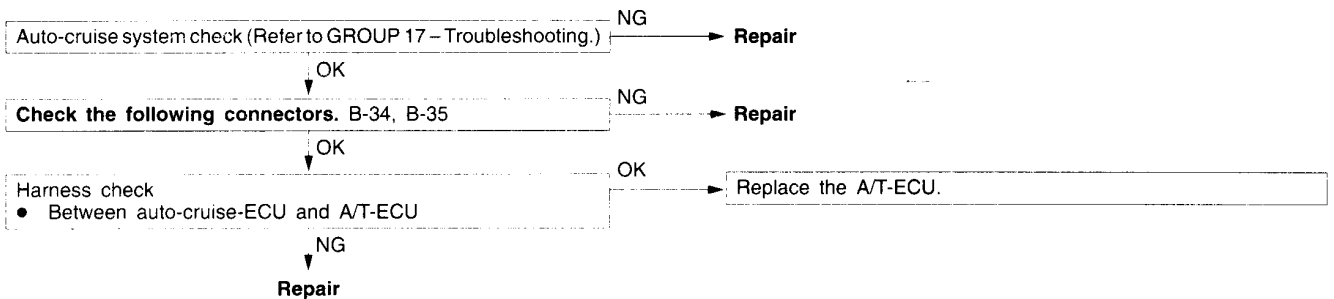 NG
Auto-cruise system check (Refer to GROUP 17 – Troubleshooting.)
Repair
OK
NG
Check the following connectors. B-34, B-35
Repair
OK
OK
Harness check
Replace the A/T-ECU.
● Between auto-cruise-ECU and A/T-ECU
NG
Repair